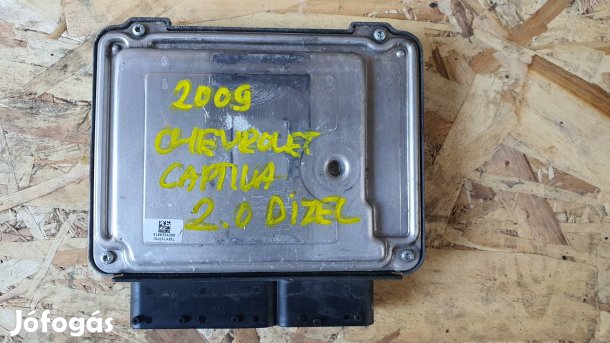 2009
CHEVROLET
CAPTIVA
2.0 DIZEL
Jófogás